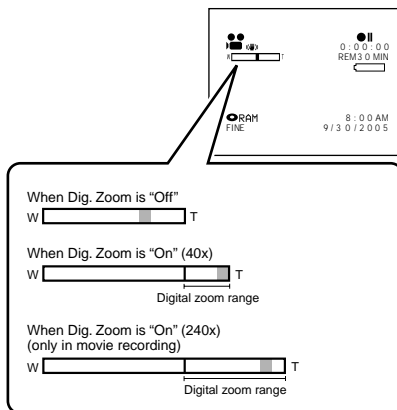 0:00:00
W T REM 30 MIN
RAM 8:00AM
FINE 9/30/2005
When Dig. Zoom is "Off"
W T
When Dig. Zoom is "On" (40x)
W T
Digital zoom range
When Dig. Zoom is "On" (240x)
(only in movie recording)
W T
Digital zoom range